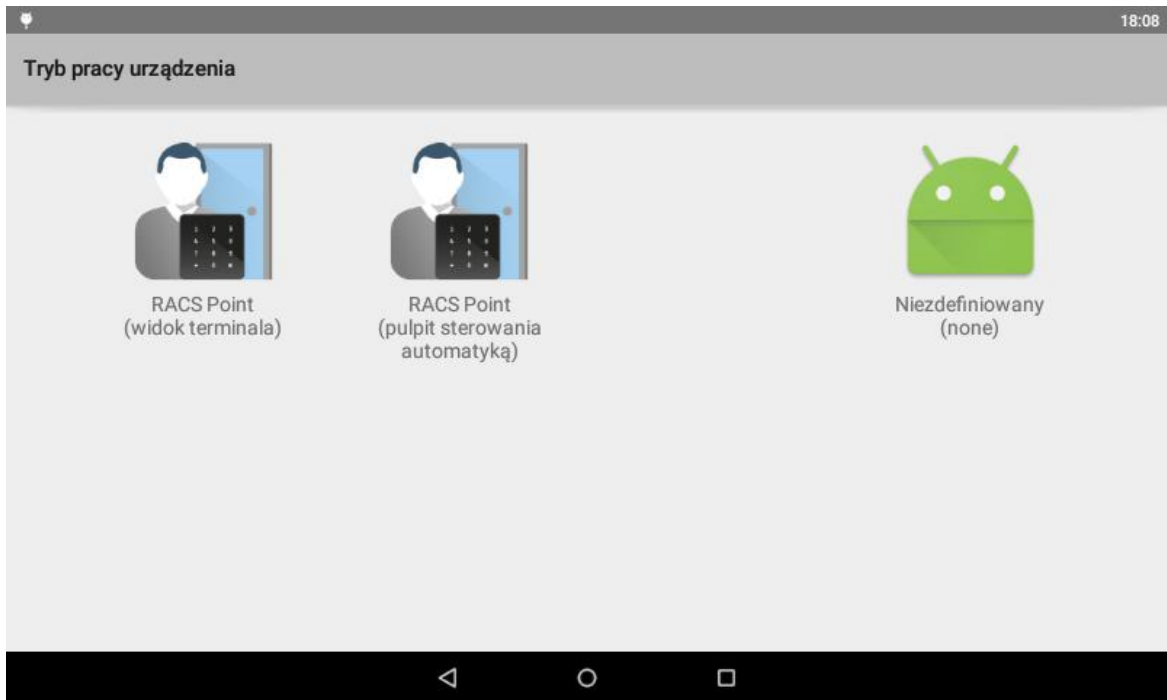 18:08
Tryb pracy urządzenia
RACS Point
(widok terminala)
RACS Point
(pulpit sterowania
automatyką)
Niezdefiniowany
(none)